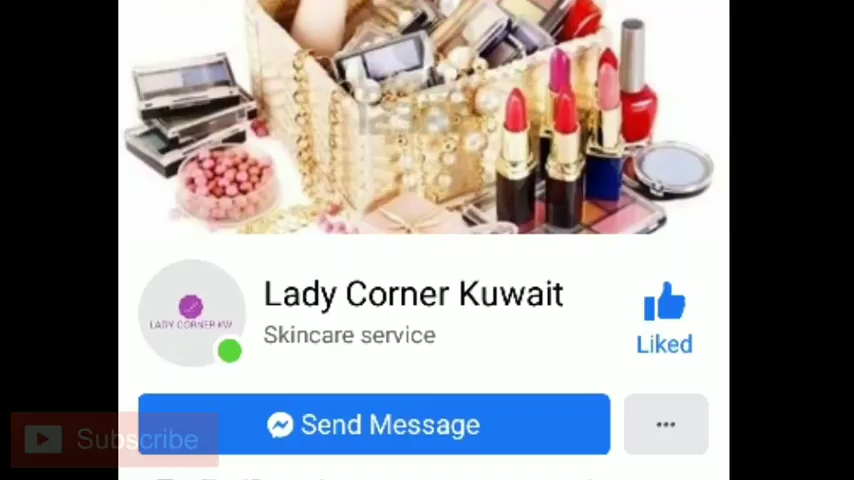 Lady Corner Kuwait
LADY CORNER KW
Skincare service
Liked
Send Message
Subscribe